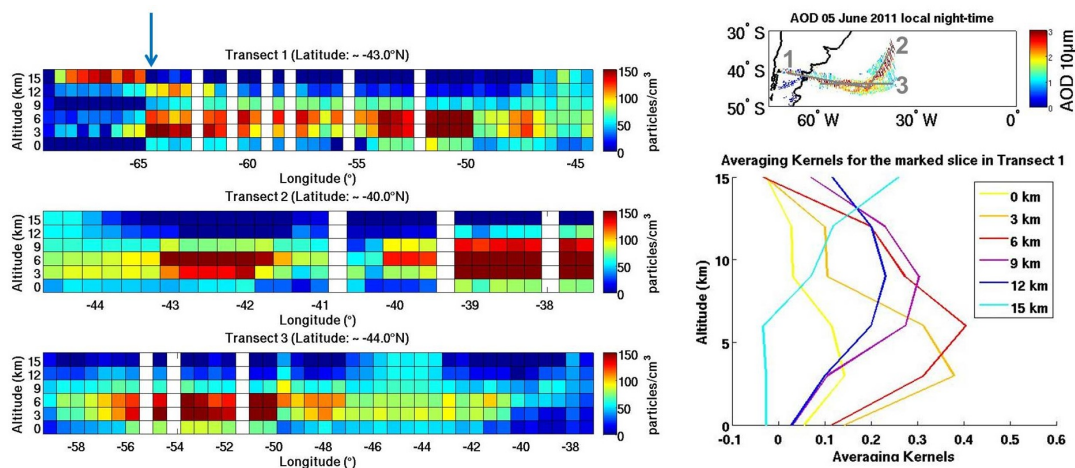 Transect 1 (Latitude: ~ -43.0°N)
Altitude (km)
15
12
9
6
3
0
-65 -60 -55 -50 -45
Longitude (°)
150
100
50
0
particles/cm³
Transect 2 (Latitude: ~ -40.0°N)
Altitude (km)
15
12
9
6
3
0
-44 -43 -42 -41 -40 -39 -38
Longitude (°)
150
100
50
0
particles/cm³
Transect 3 (Latitude: ~ -44.0°N)
Altitude (km)
15
12
9
6
3
0
-58 -56 -54 -52 -50 -48 -46 -44 -42 -40 -38
Longitude (°)
150
100
50
0
particles/cm³
AOD 05 June 2011 local night-time
30° S
40° S
50° S
1
2
3
60° W 30° W 0°
3
2
1
0
AOD 10μm
Averaging Kernels for the marked slice in Transect 1
Altitude (km)
15
10
5
0
-0.1 0 0.1 0.2 0.3 0.4 0.5 0.6
Averaging Kernels
0 km
3 km
6 km
9 km
12 km
15 km